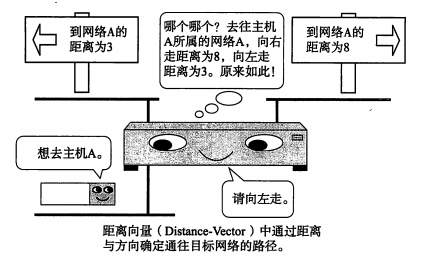 到网络A的
距离为3
哪个哪个？去往主机
A所属的网络A，向右
走距离为8，向左走
距离为3。原来如此！
到网络A的
距离为8
想去主机A。
请向左走。
距离向量（Distance-Vector）中通过距离
与方向确定通往目标网络的路径。